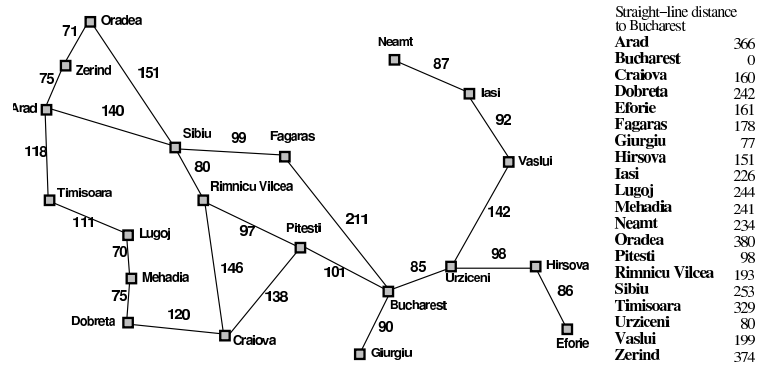 Oradea
71
Neamt
87
Zerind
151
75
Iasi
Arad
140
92
Sibiu
99
Fagaras
118
80
Vaslui
Timisoara
Rimnicu Vilcea
211
142
111
97
Pitesti
Lugoj
70
98
Hirsova
146
101
85
Urziceni
Mehadia
86
75
138
Bucharest
120
90
Dobreta
Craiova
Giurgiu
Eforie
Straight−line distance
to Bucharest
Arad 366
Bucharest 0
Craiova 160
Dobreta 242
Eforie 161
Fagaras 178
Giurgiu 77
Hirsova 151
Iasi 226
Lugoj 244
Mehadia 241
Neamt 234
Oradea 380
Pitesti 98
Rimnicu Vilcea 193
Sibiu 253
Timisoara 329
Urziceni 80
Vaslui 199
Zerind 374